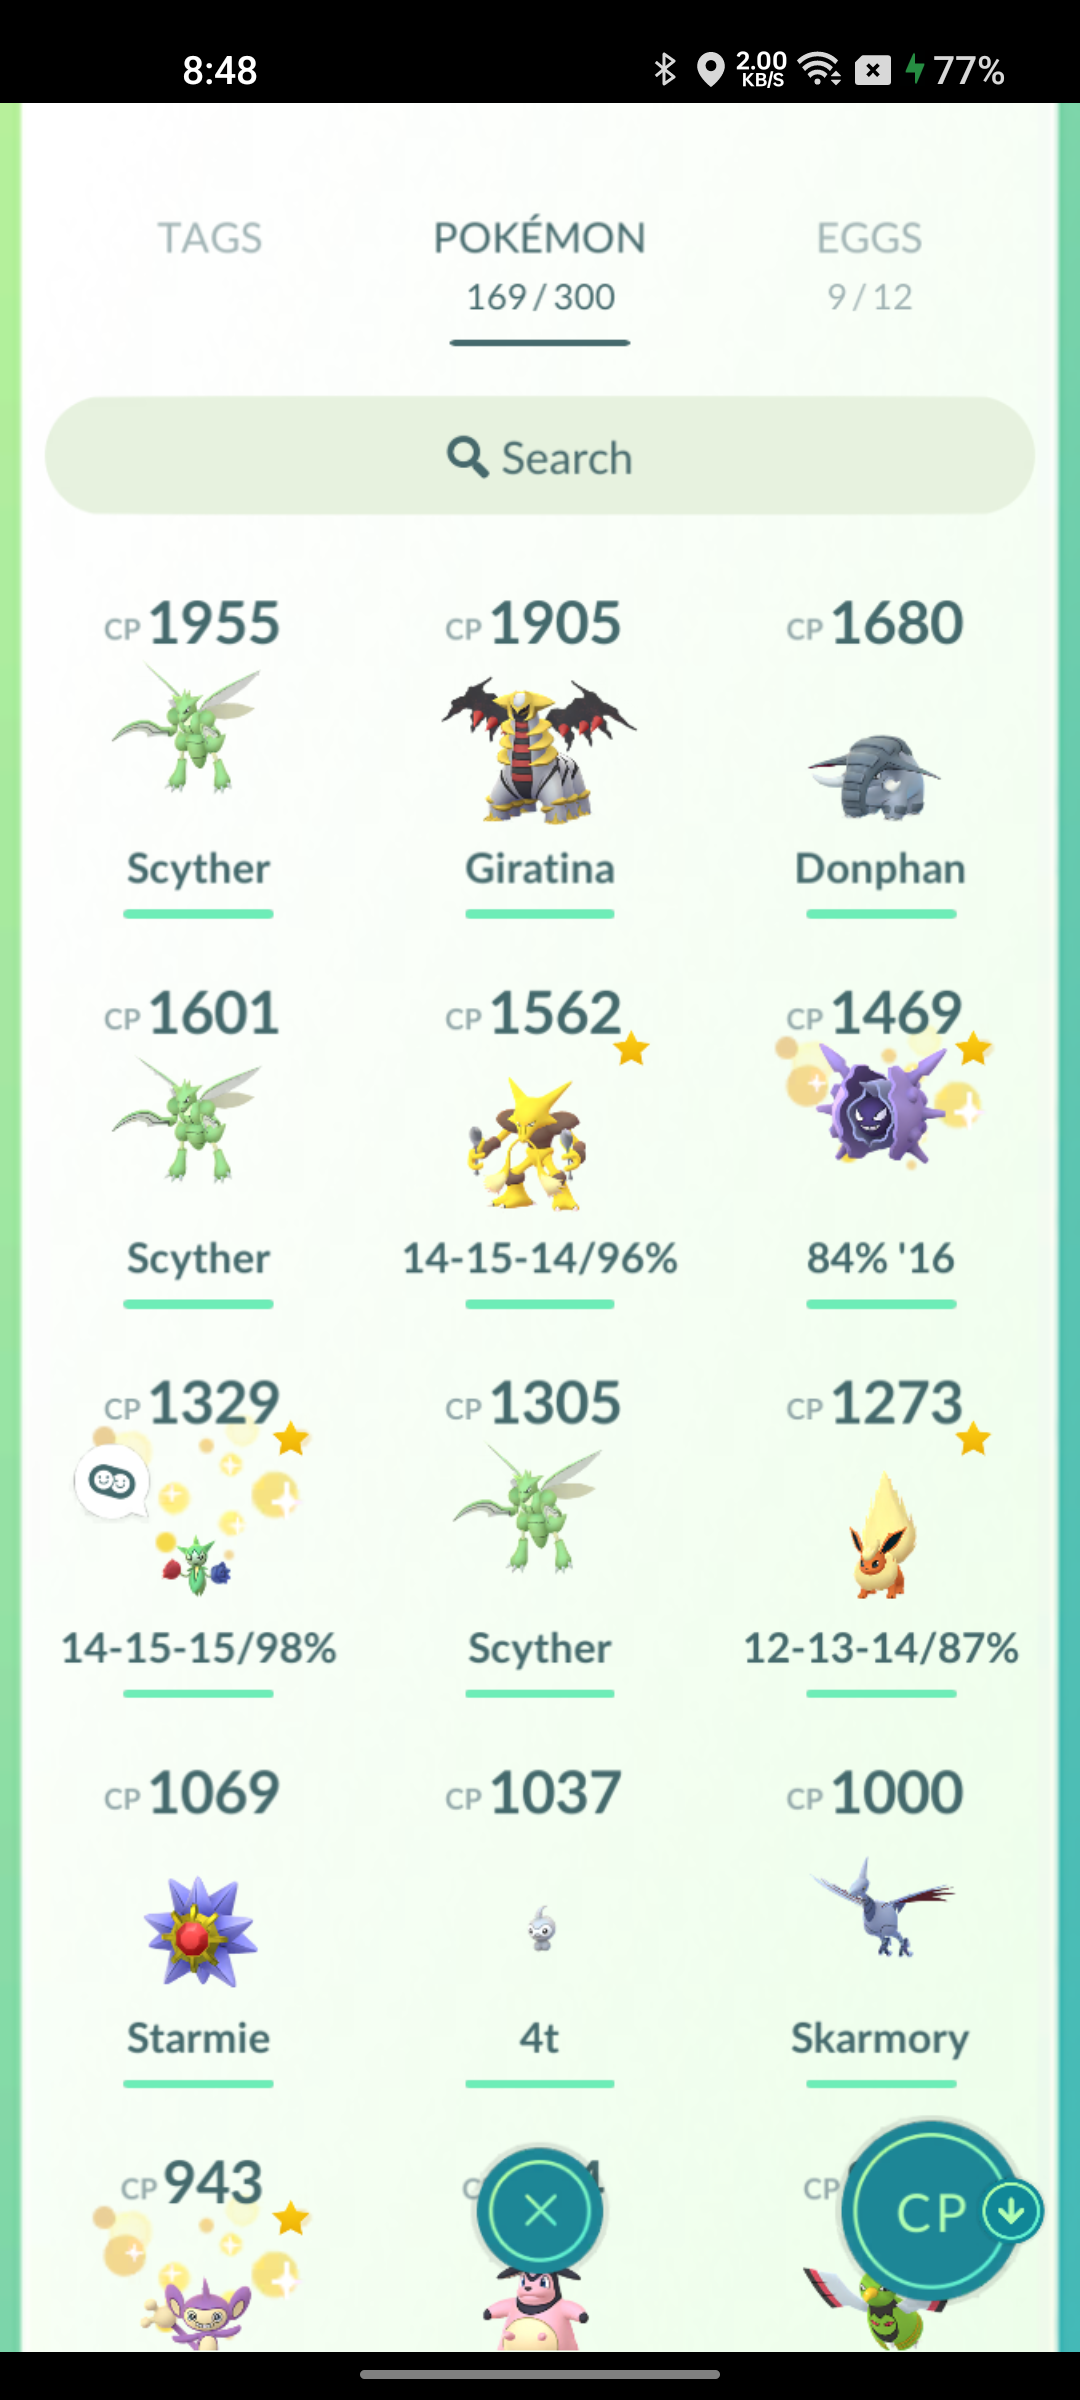 8:48 2.00 KB/S 77%
TAGS POKÉMON EGGS
169 / 300 9 / 12
Search
CP 1955 CP 1905 CP 1680
Scyther Giratina Donphan
CP 1601 CP 1562 CP 1469
Scyther 14-15-14/96% 84% '16
CP 1329 CP 1305 CP 1273
14-15-15/98% Scyther 12-13-14/87%
CP 1069 CP 1037 CP 1000
Starmie 4t Skarmory
CP 943 CP
CP